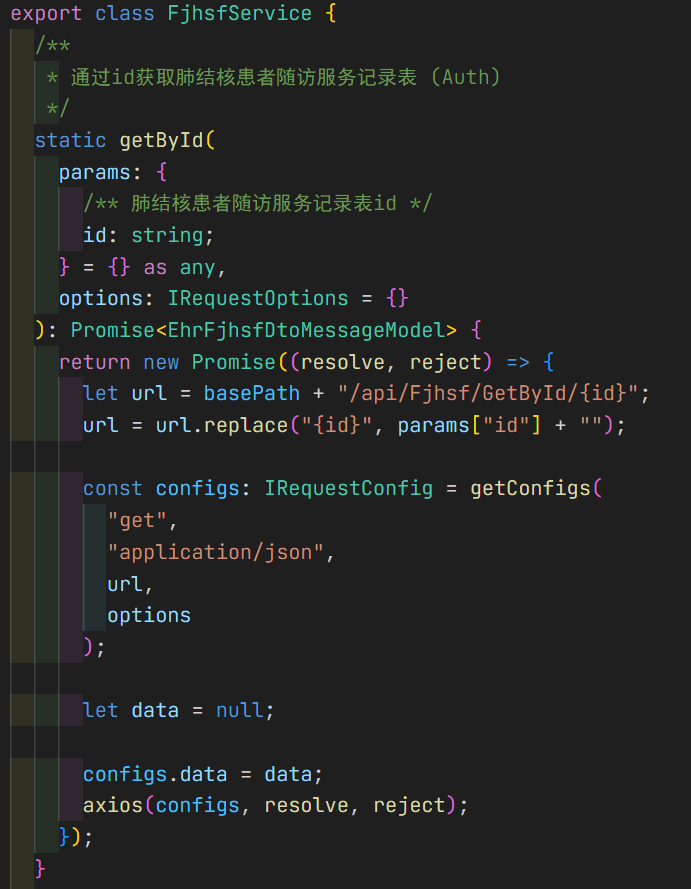 export class FjhsfService {
/**
* 通过id获取肺结核患者随访服务记录表 (Auth)
*/
static getById(
params: {
/** 肺结核患者随访服务记录表id */
id: string;
} = {} as any,
options: IRequestOptions = {}
): Promise<EhrFjhsfDtoMessageModel> {
return new Promise((resolve, reject) => {
let url = basePath + "/api/Fjhsf/GetById/{id}";
url = url.replace("{id}", params["id"] + "");
const configs: IRequestConfig = getConfigs(
"get",
"application/json",
url,
options
);
let data = null;
configs.data = data;
axios(configs, resolve, reject);
});
}